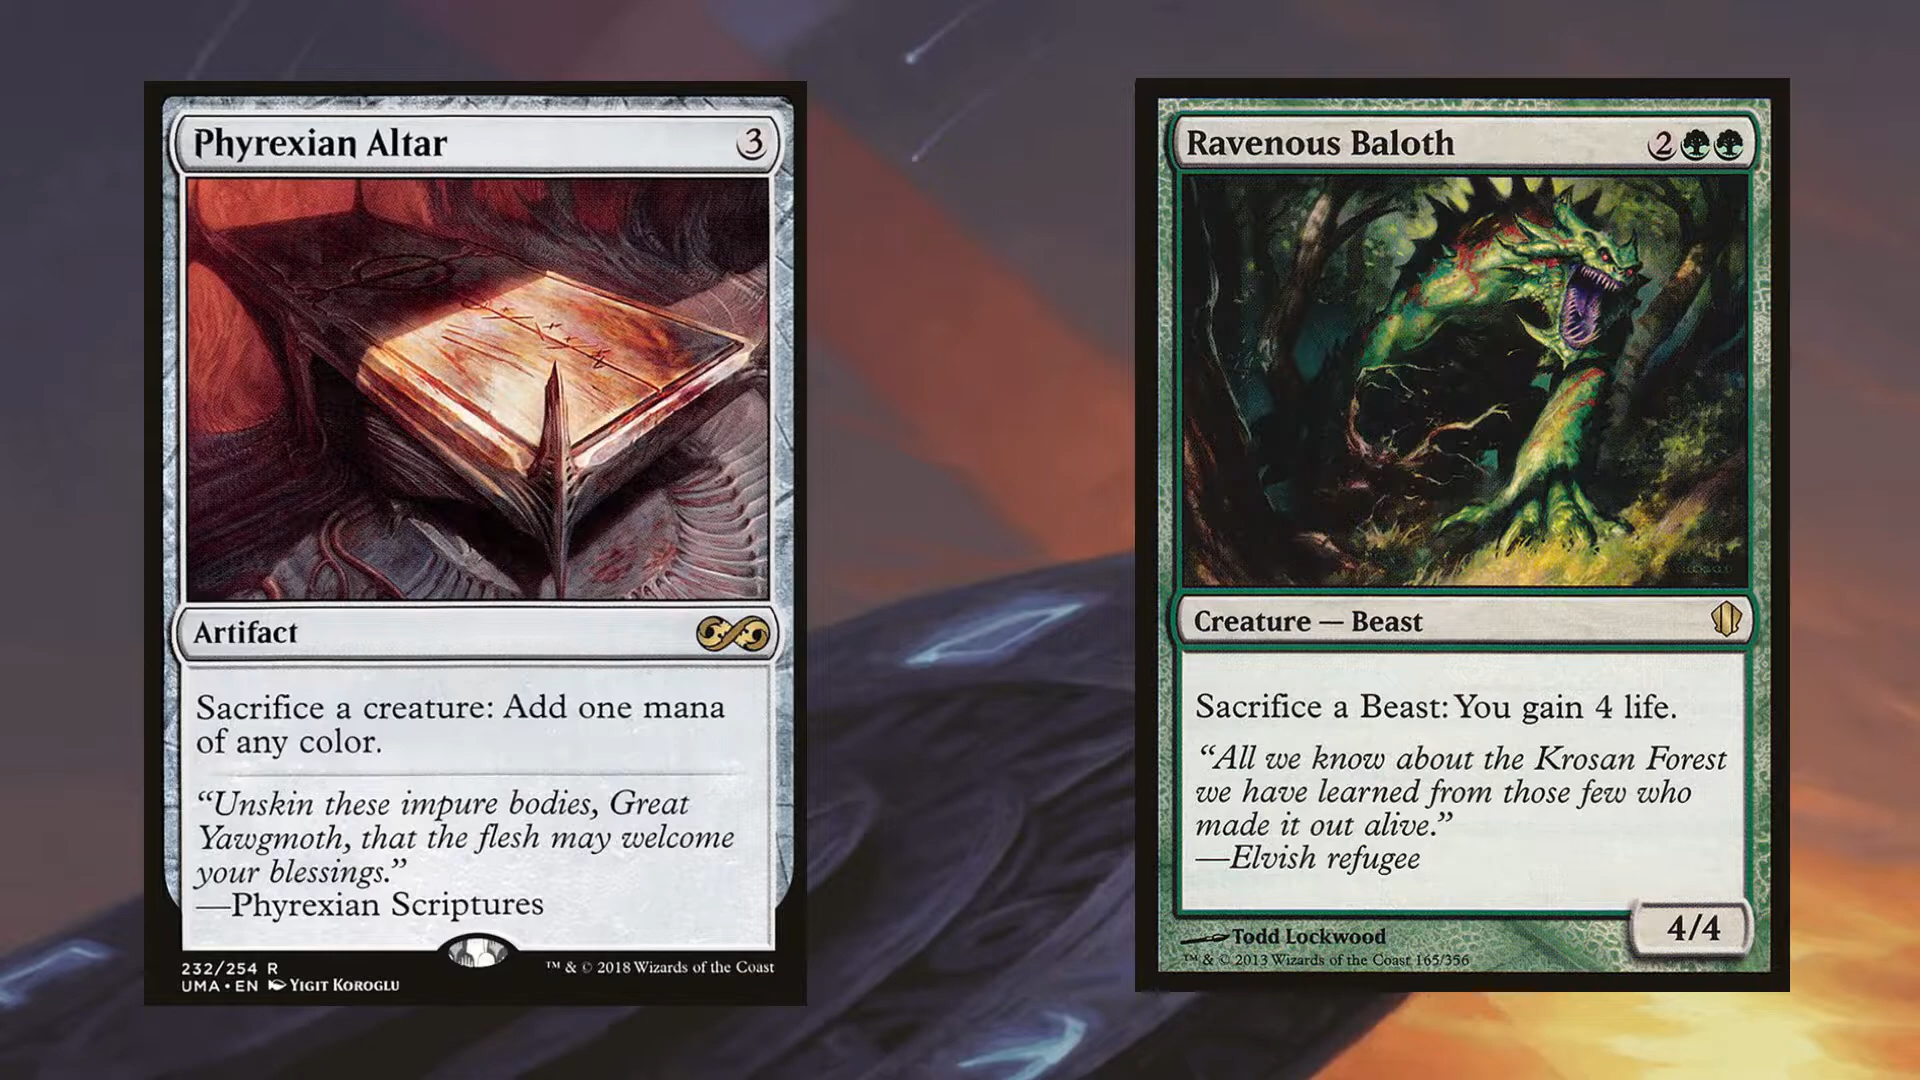 Phyrexian Altar 3
Artifact
Sacrifice a creature: Add one mana
of any color.
“Unskin these impure bodies, Great
Yawgmoth, that the flesh may welcome
your blessings.”
—Phyrexian Scriptures
232/254 R
UMA • EN YIGIT KOROGLU
™ & © 2018 Wizards of the Coast
Ravenous Baloth 2
Creature — Beast
Sacrifice a Beast: You gain 4 life.
“All we know about the Krosan Forest
we have learned from those few who
made it out alive.”
—Elvish refugee
4/4
Todd Lockwood
™ & © 2013 Wizards of the Coast 165/356